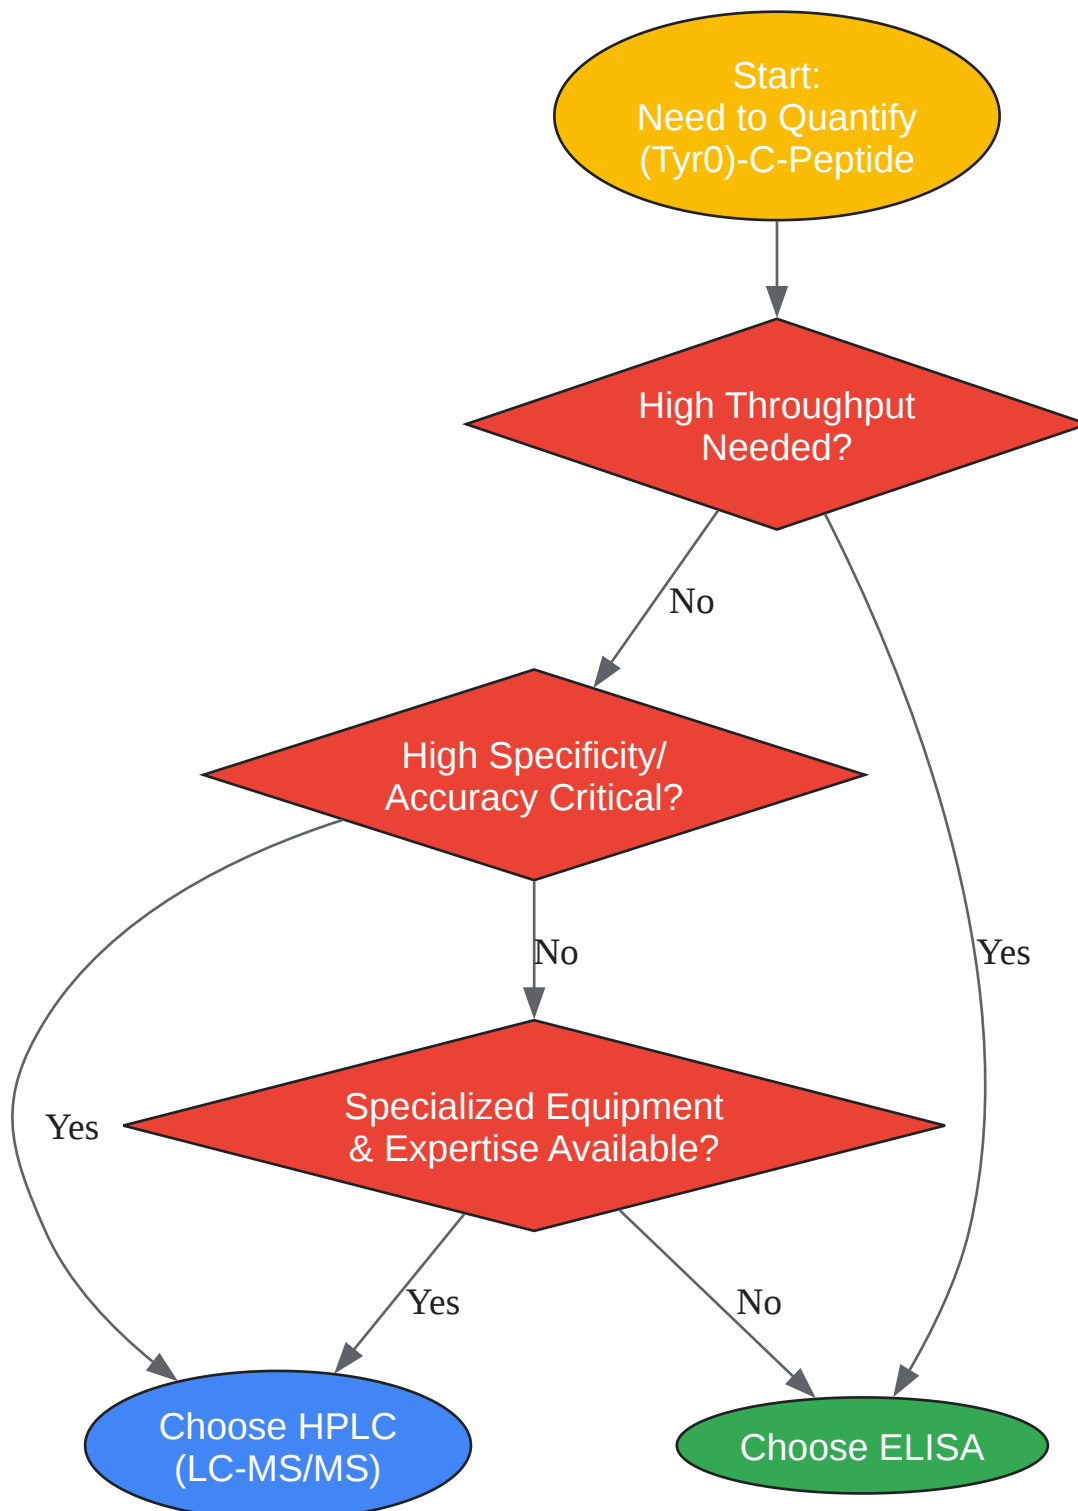 Start:
Need to Quantify
(Tyr0)-C-Peptide
High Throughput
Needed?
No
High Specificity/
Accuracy Critical?
No
Yes
Yes
Specialized Equipment
& Expertise Available?
Yes
No
Choose HPLC
(LC-MS/MS)
Choose ELISA